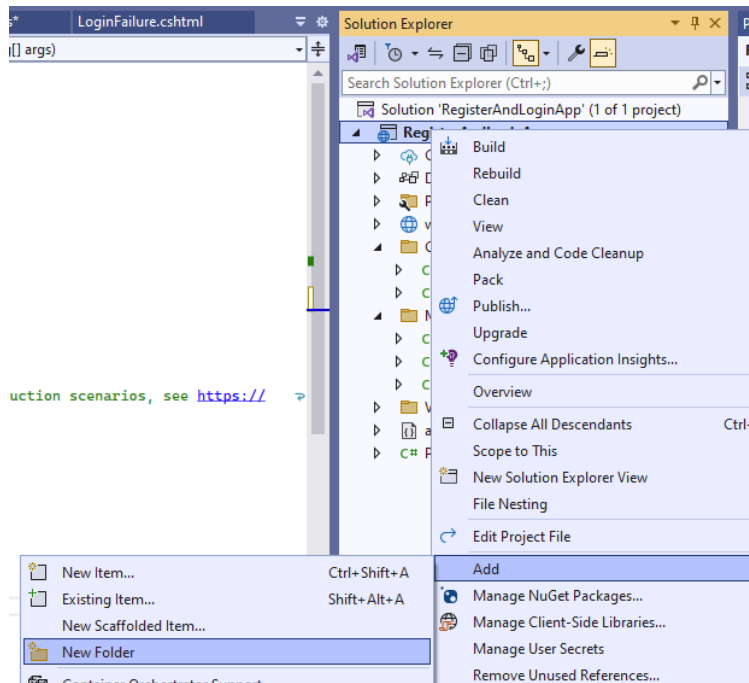 LoginFailure.cshtml
[] args)
uction scenarios, see https://
Solution Explorer
Search Solution Explorer (Ctrl+;)
Solution 'RegisterAndLoginApp' (1 of 1 project)
Build
Rebuild
Clean
View
Analyze and Code Cleanup
Pack
Publish...
Upgrade
Configure Application Insights...
Overview
Collapse All Descendants
Ctrl+
Scope to This
New Solution Explorer View
File Nesting
Edit Project File
Add
Manage NuGet Packages...
Manage Client-Side Libraries...
Manage User Secrets
Remove Unused References...
New Item... Ctrl+Shift+A
Existing Item... Shift+Alt+A
New Scaffolded Item...
New Folder
Container Orchestrator Support